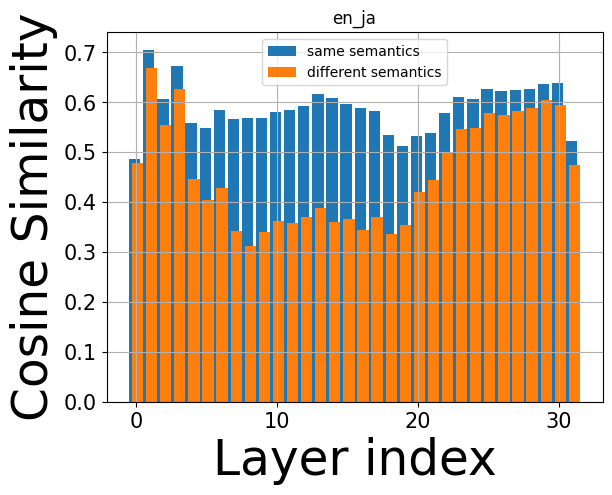 en_ja
same semantics
different semantics
Cosine Similarity
0.7
0.6
0.5
0.4
0.3
0.2
0.1
0.0
0 10 20 30
Layer index